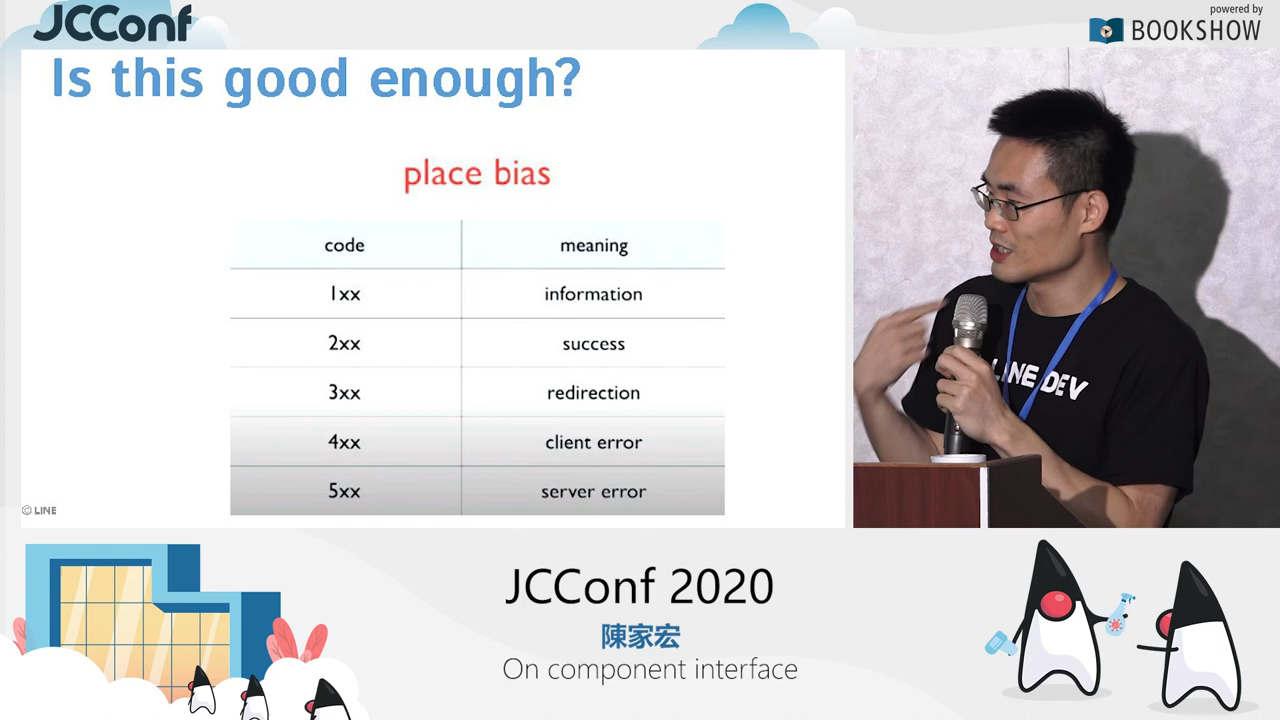 JCConf
powered by
BOOKSHOW
Is this good enough?
place bias
code meaning
1xx information
2xx success
3xx redirection
4xx client error
5xx server error
© LINE
LINE DEV
JCConf 2020
陳家宏
On component interface